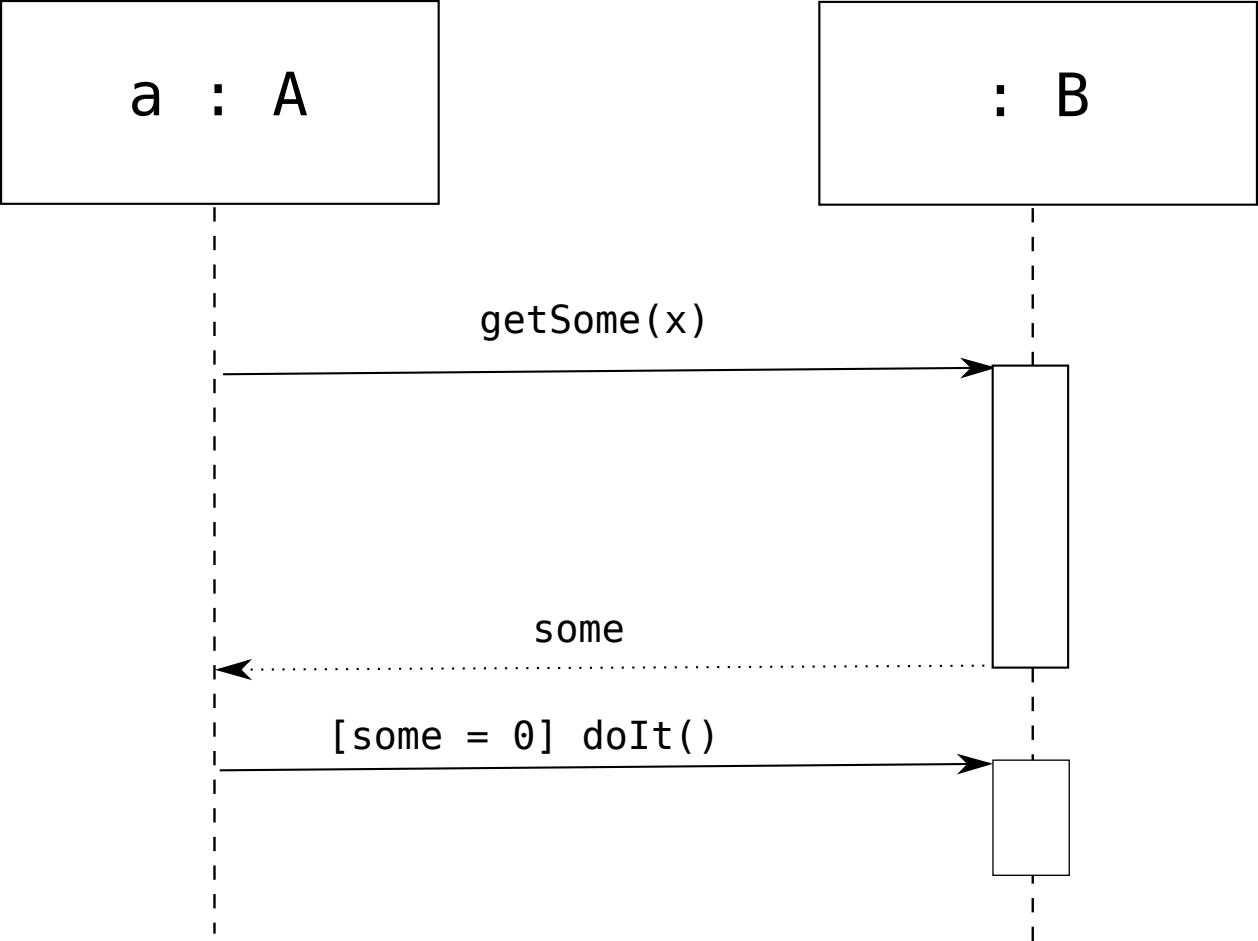 a : A
: B
getSome(x)
some
[some = 0] doIt()